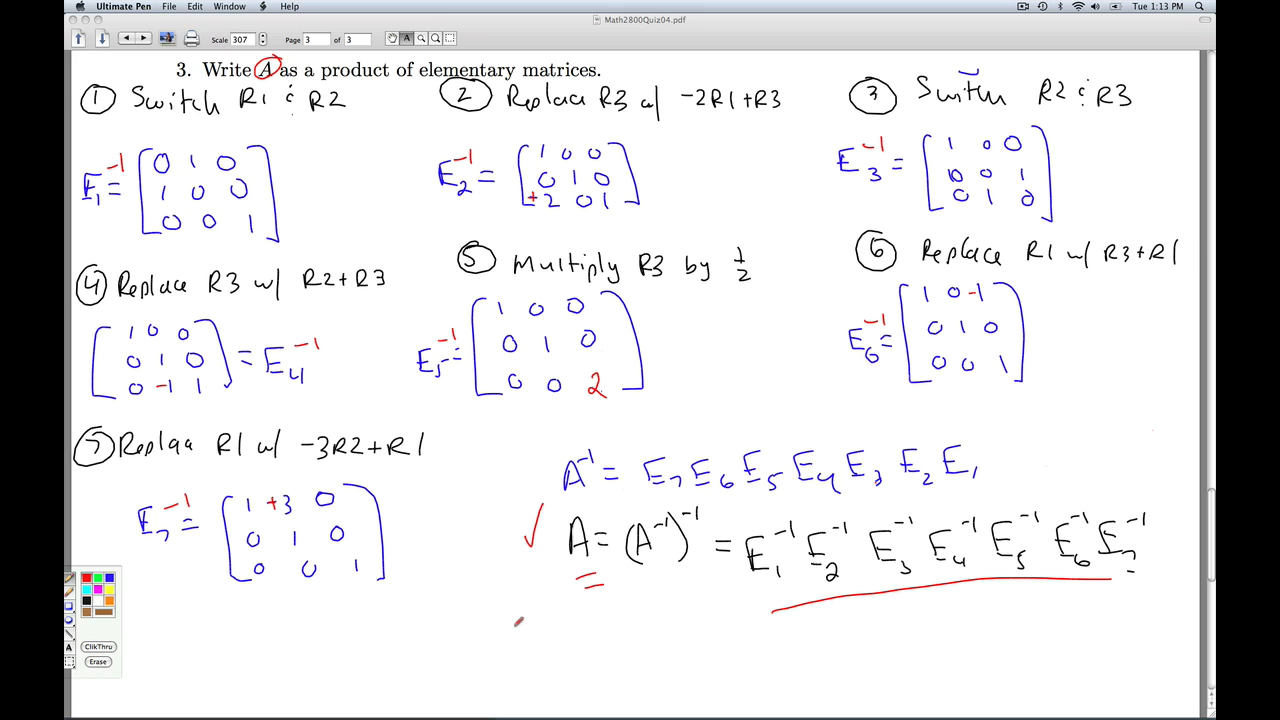 Ultimate Pen File Edit Window Help Tue 1:13 PM
Math2800Quiz04.pdf
Scale 307 Page 3 of 3
3. Write A as a product of elementary matrices.
① Switch R1 & R2
② Replace R3 w/ -2R1+R3
③ Switch R2 & R3
E₁⁻¹ = [0 1 0
1 0 0
0 0 1]
E₂⁻¹ = [1 0 0
0 1 0
+2 0 1]
E₃⁻¹ = [1 0 0
0 0 1
0 1 0]
④ Replace R3 w/ R2+R3
⑤ Multiply R3 by 1/2
⑥ Replace R1 w/ R3+R1
[1 0 0
0 1 0
0 -1 1] = E₄⁻¹
E₅⁻¹ = [1 0 0
0 1 0
0 0 2]
E₆⁻¹ = [1 0 -1
0 1 0
0 0 1]
⑦ Replace R1 w/ -3R2+R1
E₇⁻¹ = [1 +3 0
0 1 0
0 0 1]
A⁻¹ = E₇ E₆ E₅ E₄ E₃ E₂ E₁
✓ A = (A⁻¹)⁻¹ = E₁⁻¹ E₂⁻¹ E₃⁻¹ E₄⁻¹ E₅⁻¹ E₆⁻¹ E₇⁻¹
A
ClikThru
Erase